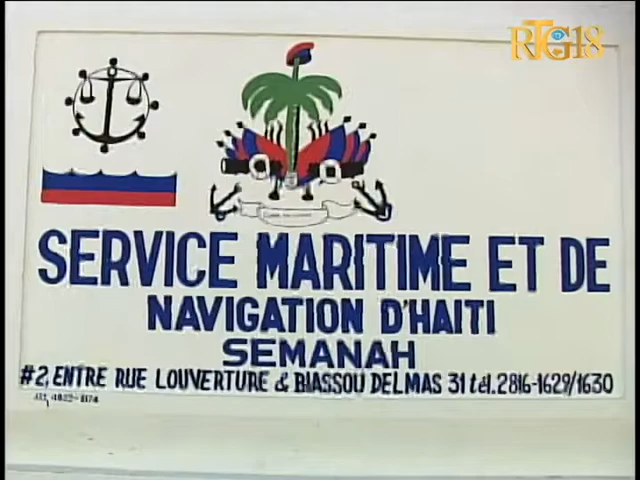 RTG18
SERVICE MARITIME ET DE
NAVIGATION D'HAITI
SEMANAH
#2, ENTRE RUE LOUVERTURE & BIASSOU DELMAS 31 tél. 2816-1629/1630